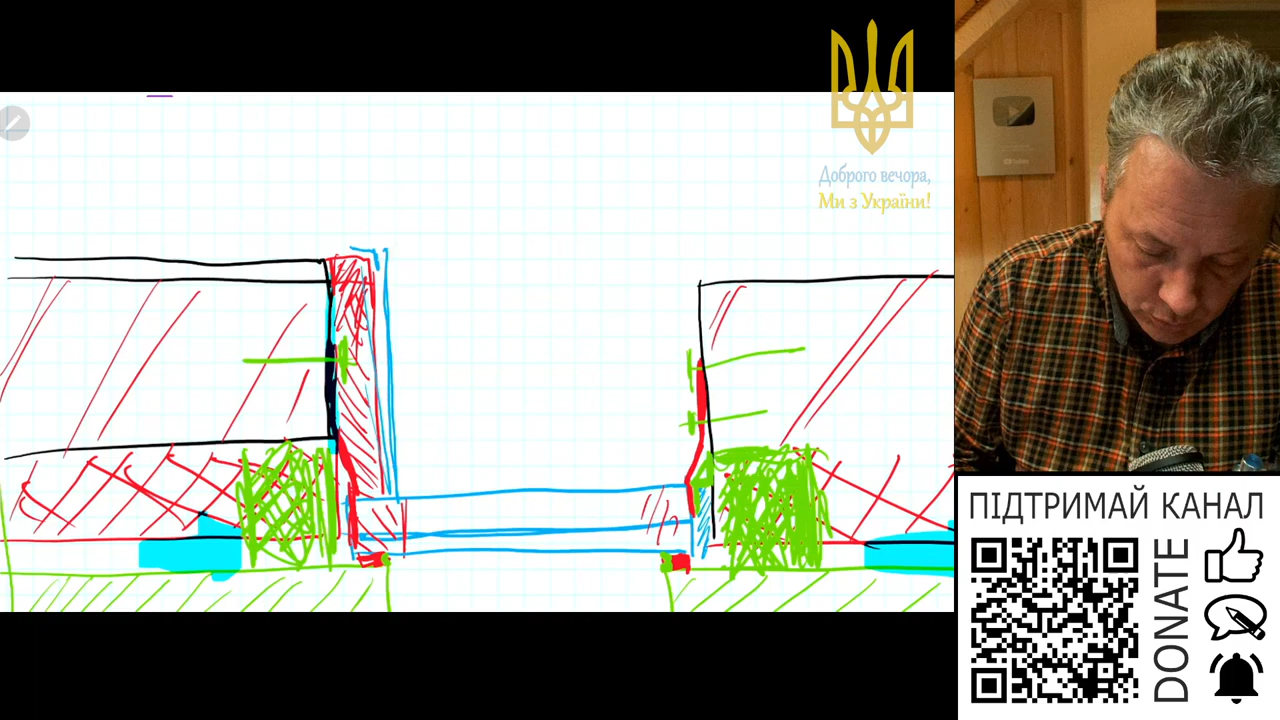 Доброго вечора,
Ми з України!
ПІДТРИМАЙ КАНАЛ
DONATE